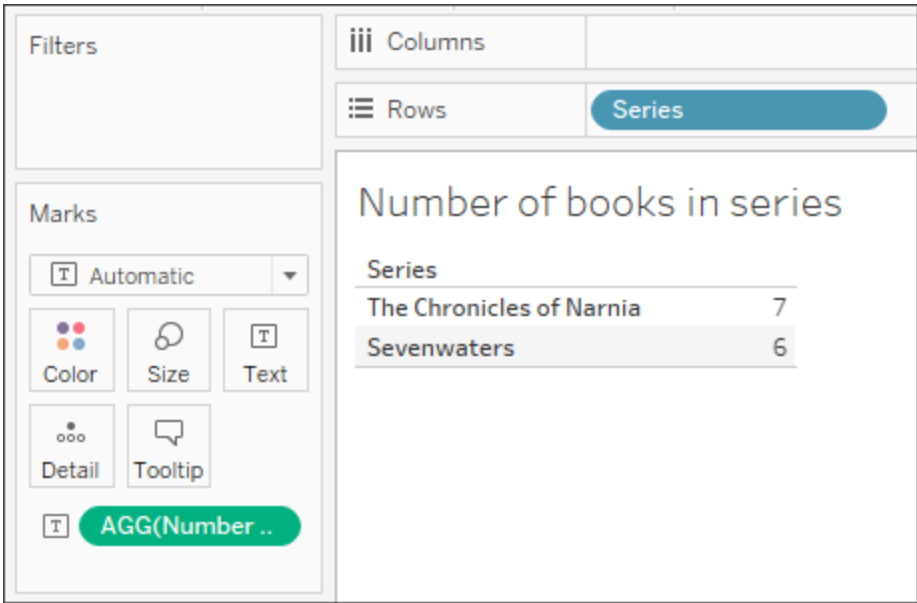 Filters
iii Columns
Rows Series
Marks
T Automatic
Color Size T Text
Detail Tooltip
T AGG(Number ..
Number of books in series
Series
The Chronicles of Narnia 7
Sevenwaters 6